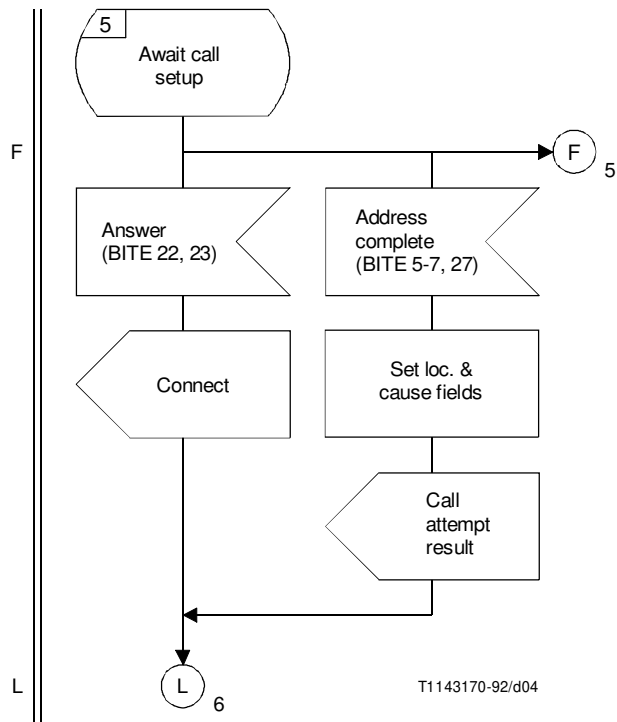 5
Await call
setup
F
F
5
Answer
(BITE 22, 23)
Address
complete
(BITE 5-7, 27)
Connect
Set loc. &
cause fields
Call
attempt
result
L
L
6
T1143170-92/d04